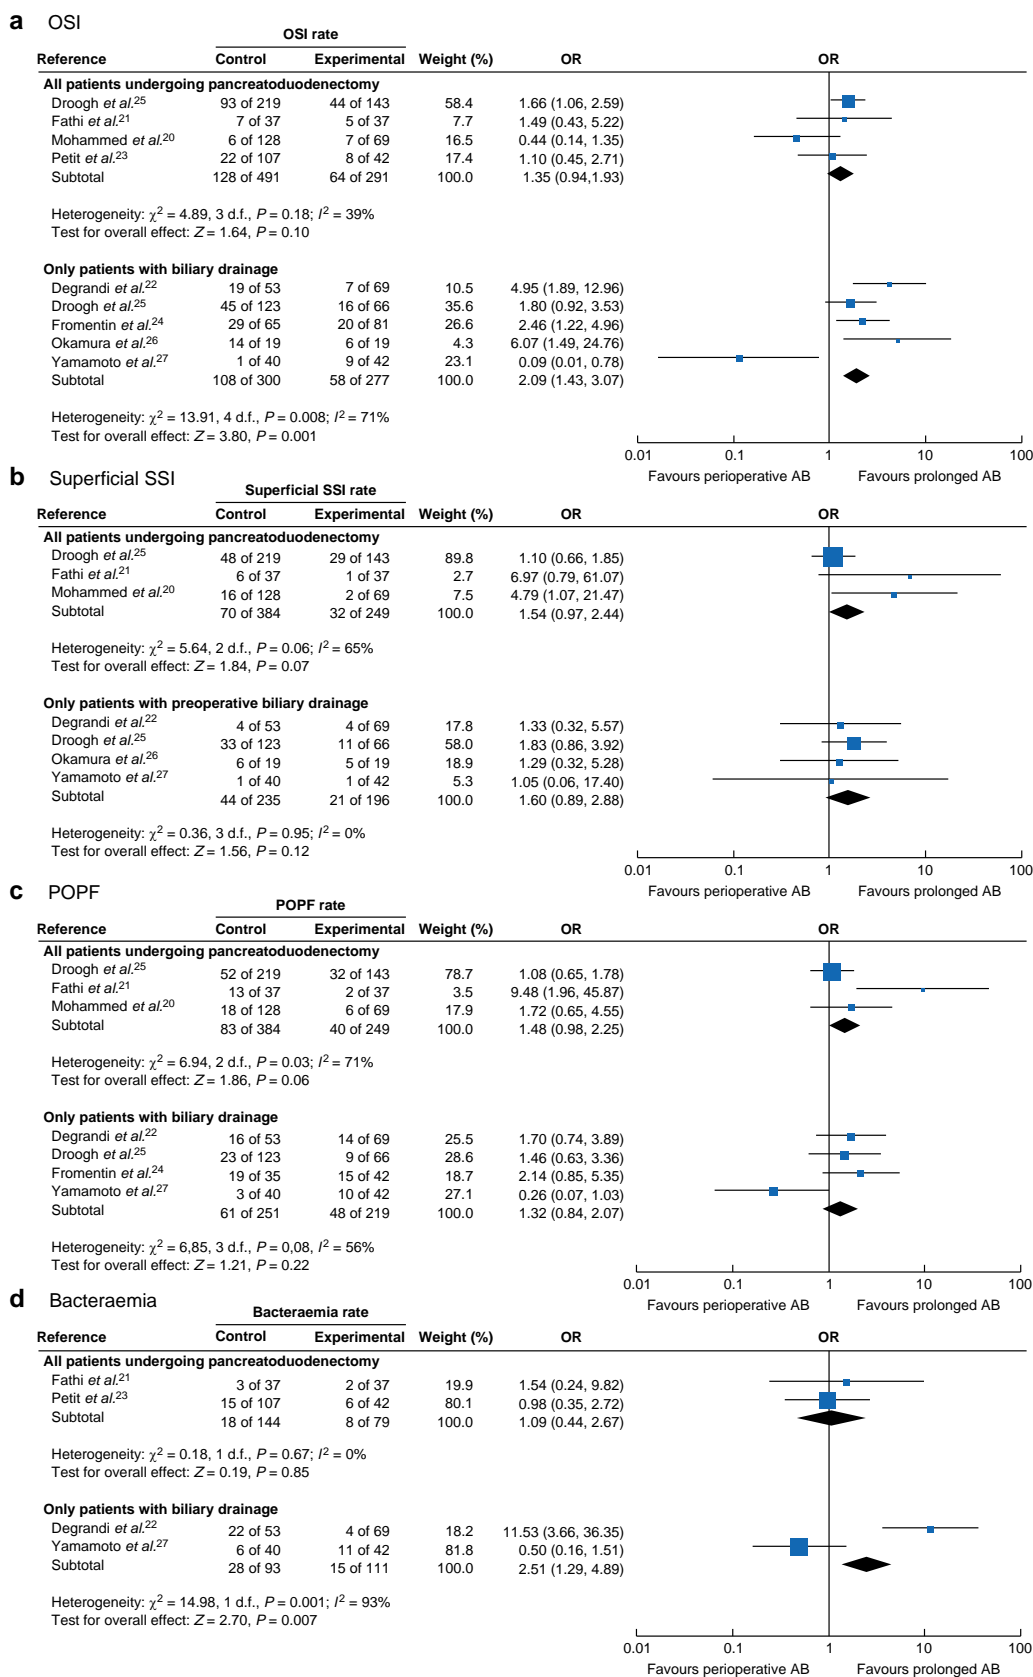 a OSI
OSI rate
Reference Control Experimental Weight (%) OR OR
All patients undergoing pancreatoduodenectomy
Droogh et al.25 93 of 219 44 of 143 58.4 1.66 (1.06, 2.59)
Fathi et al.21 7 of 37 5 of 37 7.7 1.49 (0.43, 5.22)
Mohammed et al.20 6 of 128 7 of 69 16.5 0.44 (0.14, 1.35)
Petit et al.23 22 of 107 8 of 42 17.4 1.10 (0.45, 2.71)
Subtotal 128 of 491 64 of 291 100.0 1.35 (0.94,1.93)
Heterogeneity: χ2 = 4.89, 3 d.f., P = 0.18; I2 = 39%
Test for overall effect: Z = 1.64, P = 0.10
Only patients with biliary drainage
Degrandi et al.22 19 of 53 7 of 69 10.5 4.95 (1.89, 12.96)
Droogh et al.25 45 of 123 16 of 66 35.6 1.80 (0.92, 3.53)
Fromentin et al.24 29 of 65 20 of 81 26.6 2.46 (1.22, 4.96)
Okamura et al.26 14 of 19 6 of 19 4.3 6.07 (1.49, 24.76)
Yamamoto et al.27 1 of 40 9 of 42 23.1 0.09 (0.01, 0.78)
Subtotal 108 of 300 58 of 277 100.0 2.09 (1.43, 3.07)
Heterogeneity: χ2 = 13.91, 4 d.f., P = 0.008; I2 = 71%
Test for overall effect: Z = 3.80, P = 0.001
0.01 0.1 1 10 100
Favours perioperative AB Favours prolonged AB
b Superficial SSI
Superficial SSI rate
Reference Control Experimental Weight (%) OR OR
All patients undergoing pancreatoduodenectomy
Droogh et al.25 48 of 219 29 of 143 89.8 1.10 (0.66, 1.85)
Fathi et al.21 6 of 37 1 of 37 2.7 6.97 (0.79, 61.07)
Mohammed et al.20 16 of 128 2 of 69 7.5 4.79 (1.07, 21.47)
Subtotal 70 of 384 32 of 249 100.0 1.54 (0.97, 2.44)
Heterogeneity: χ2 = 5.64, 2 d.f., P = 0.06; I2 = 65%
Test for overall effect: Z = 1.84, P = 0.07
Only patients with preoperative biliary drainage
Degrandi et al.22 4 of 53 4 of 69 17.8 1.33 (0.32, 5.57)
Droogh et al.25 33 of 123 11 of 66 58.0 1.83 (0.86, 3.92)
Okamura et al.26 6 of 19 5 of 19 18.9 1.29 (0.32, 5.28)
Yamamoto et al.27 1 of 40 1 of 42 5.3 1.05 (0.06, 17.40)
Subtotal 44 of 235 21 of 196 100.0 1.60 (0.89, 2.88)
Heterogeneity: χ2 = 0.36, 3 d.f., P = 0.95; I2 = 0%
Test for overall effect: Z = 1.56, P = 0.12
0.01 0.1 1 10 100
Favours perioperative AB Favours prolonged AB
c POPF
POPF rate
Reference Control Experimental Weight (%) OR OR
All patients undergoing pancreatoduodenectomy
Droogh et al.25 52 of 219 32 of 143 78.7 1.08 (0.65, 1.78)
Fathi et al.21 13 of 37 2 of 37 3.5 9.48 (1.96, 45.87)
Mohammed et al.20 18 of 128 6 of 69 17.9 1.72 (0.65, 4.55)
Subtotal 83 of 384 40 of 249 100.0 1.48 (0.98, 2.25)
Heterogeneity: χ2 = 6.94, 2 d.f., P = 0.03; I2 = 71%
Test for overall effect: Z = 1.86, P = 0.06
Only patients with biliary drainage
Degrandi et al.22 16 of 53 14 of 69 25.5 1.70 (0.74, 3.89)
Droogh et al.25 23 of 123 9 of 66 28.6 1.46 (0.63, 3.36)
Fromentin et al.24 19 of 35 15 of 42 18.7 2.14 (0.85, 5.35)
Yamamoto et al.27 3 of 40 10 of 42 27.1 0.26 (0.07, 1.03)
Subtotal 61 of 251 48 of 219 100.0 1.32 (0.84, 2.07)
Heterogeneity: χ2 = 6,85, 3 d.f., P = 0,08, I2 = 56%
Test for overall effect: Z = 1.21, P = 0.22
0.01 0.1 1 10 100
Favours perioperative AB Favours prolonged AB
d Bacteraemia
Bacteraemia rate
Reference Control Experimental Weight (%) OR OR
All patients undergoing pancreatoduodenectomy
Fathi et al.21 3 of 37 2 of 37 19.9 1.54 (0.24, 9.82)
Petit et al.23 15 of 107 6 of 42 80.1 0.98 (0.35, 2.72)
Subtotal 18 of 144 8 of 79 100.0 1.09 (0.44, 2.67)
Heterogeneity: χ2 = 0.18, 1 d.f., P = 0.67; I2 = 0%
Test for overall effect: Z = 0.19, P = 0.85
Only patients with biliary drainage
Degrandi et al.22 22 of 53 4 of 69 18.2 11.53 (3.66, 36.35)
Yamamoto et al.27 6 of 40 11 of 42 81.8 0.50 (0.16, 1.51)
Subtotal 28 of 93 15 of 111 100.0 2.51 (1.29, 4.89)
Heterogeneity: χ2 = 14.98, 1 d.f., P = 0.001; I2 = 93%
Test for overall effect: Z = 2.70, P = 0.007
0.01 0.1 1 10 100
Favours perioperative AB Favours prolonged AB